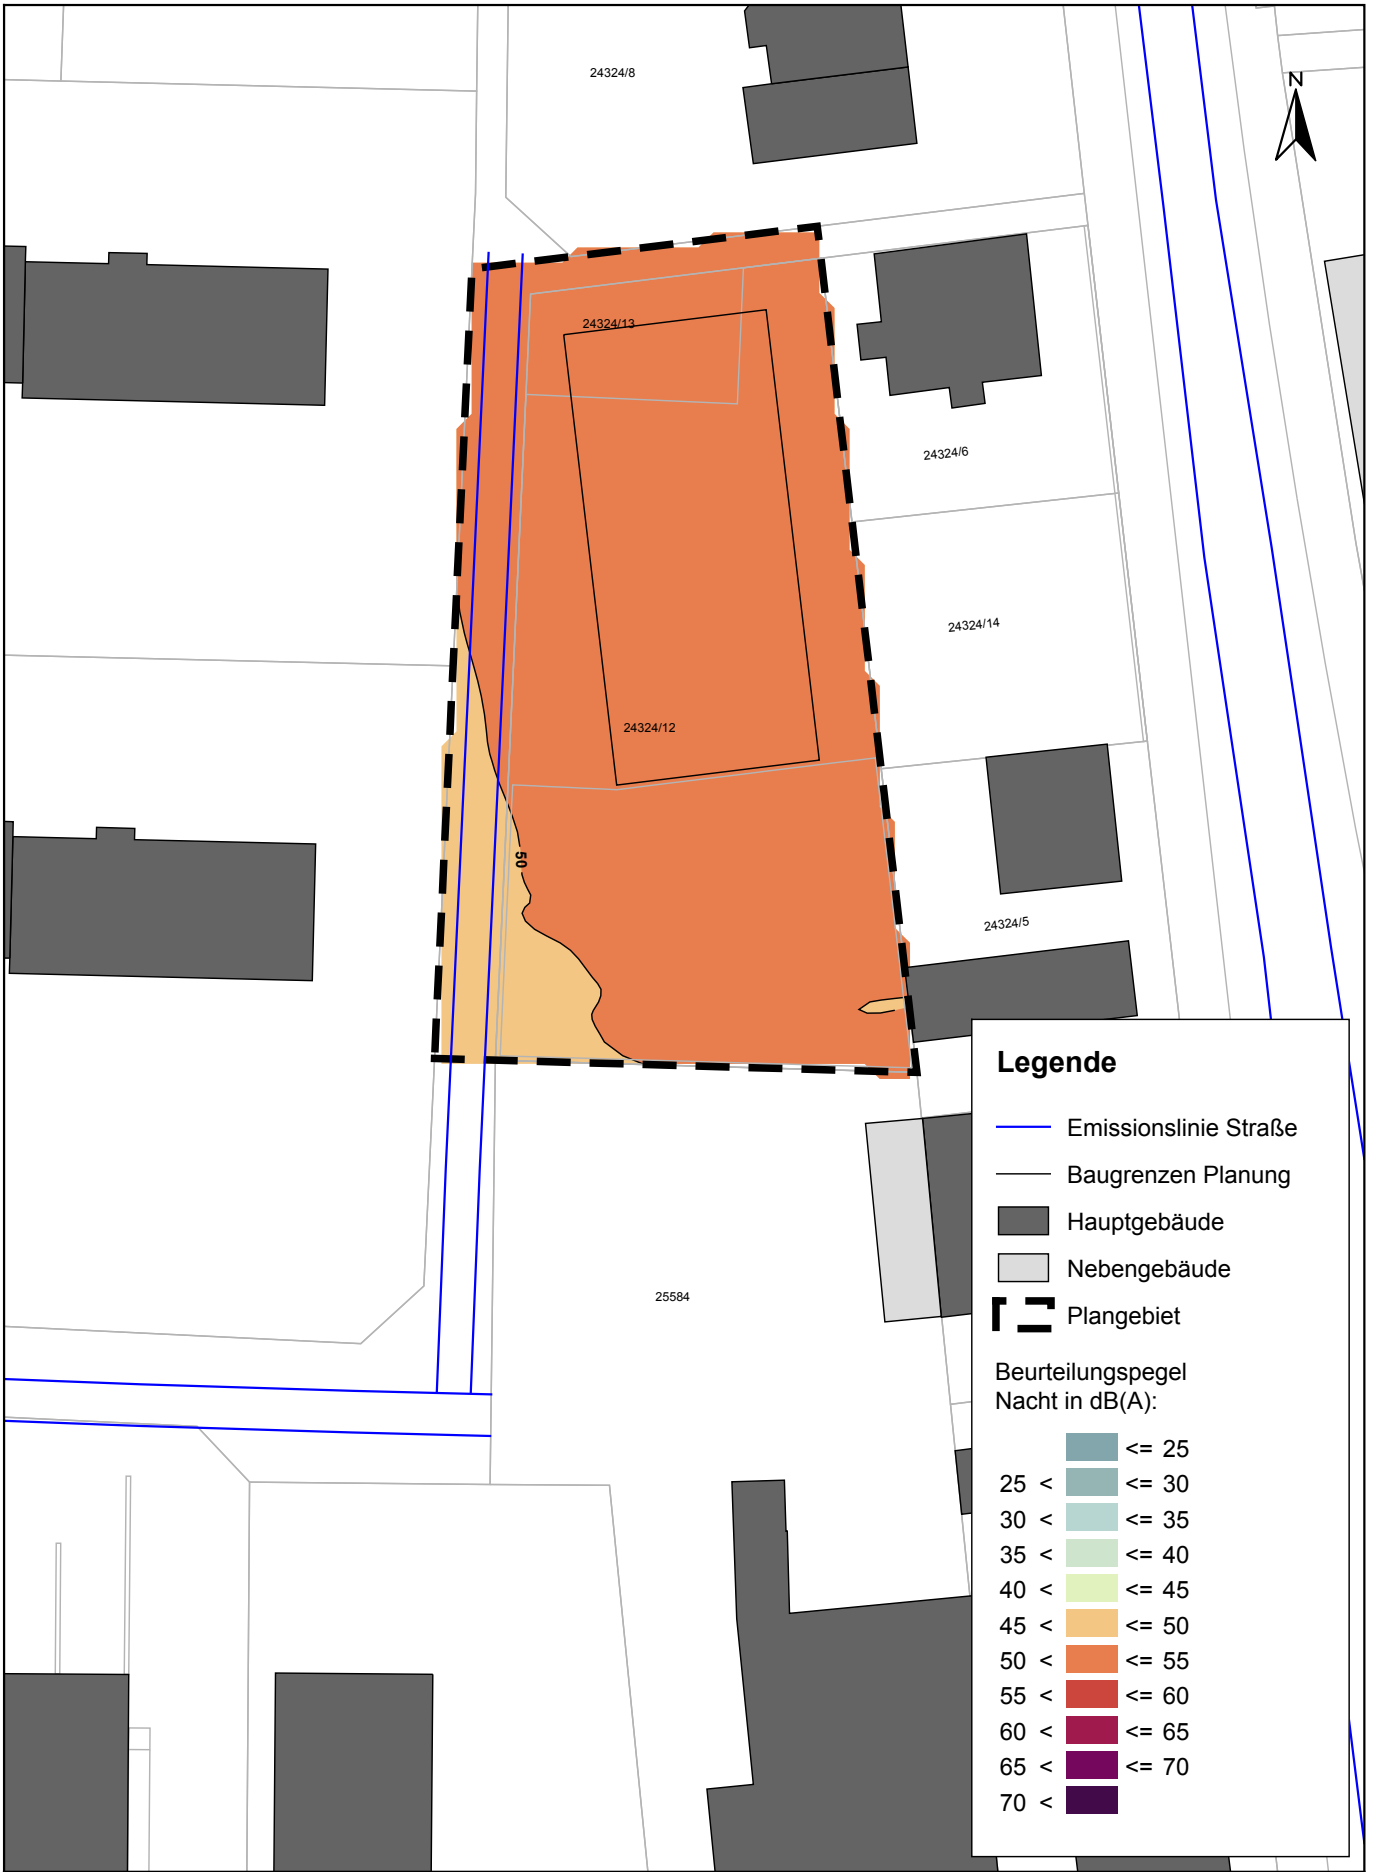 24324/8
N
24324/13
24324/6
24324/14
24324/12
50
24324/5
25584
Legende
Emissionslinie Straße
Baugrenzen Planung
Hauptgebäude
Nebengebäude
Plangebiet
Beurteilungspegel
Nacht in dB(A):
<= 25
25 < <= 30
30 < <= 35
35 < <= 40
40 < <= 45
45 < <= 50
50 < <= 55
55 < <= 60
60 < <= 65
65 < <= 70
70 <